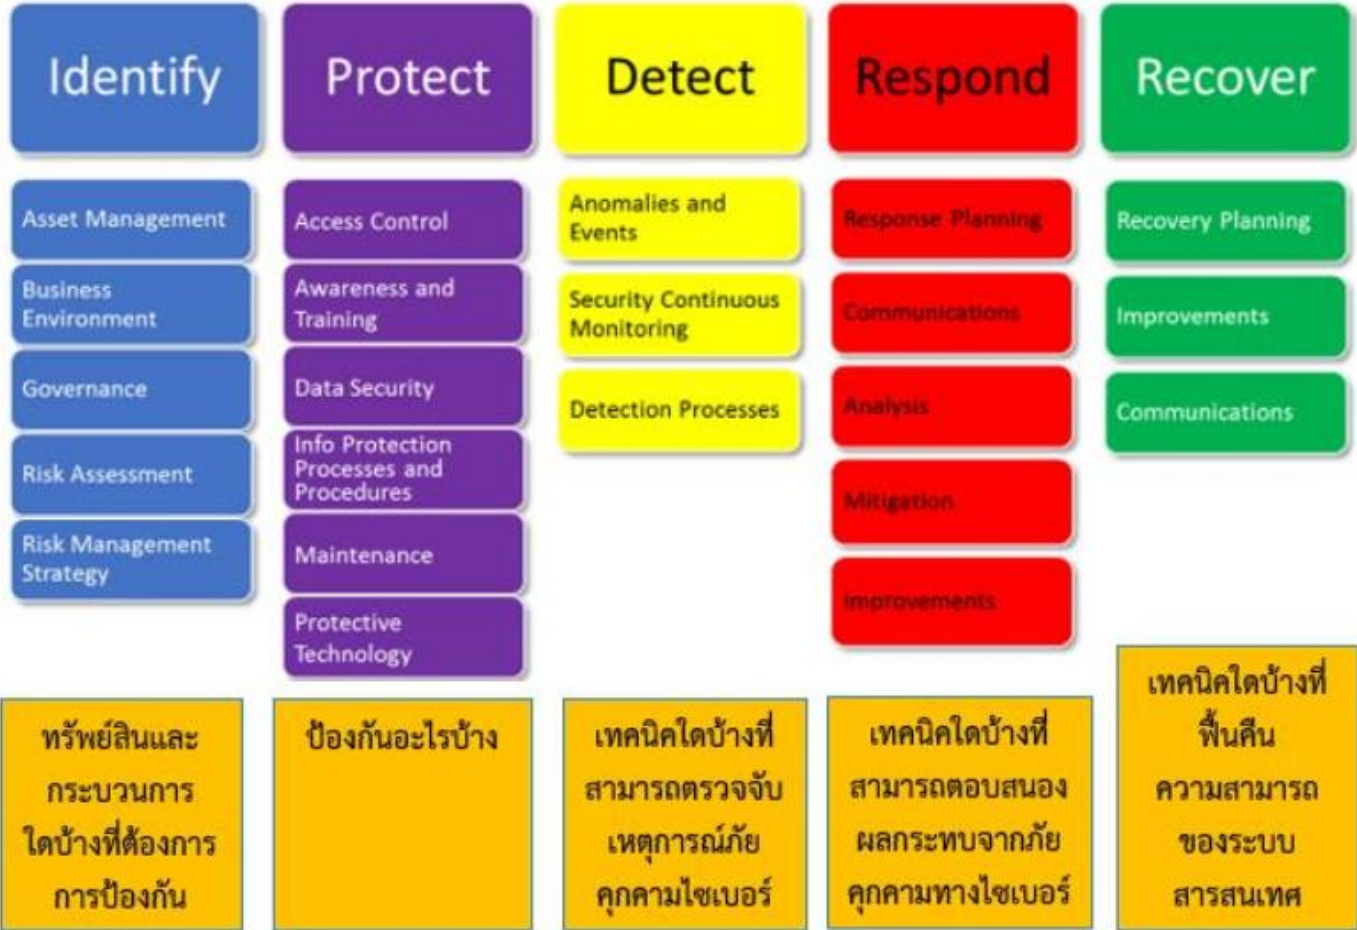 Identify
Protect
Detect
Respond
Recover
Asset Management
Business
Environment
Governance
Risk Assessment
Risk Management
Strategy
Access Control
Awareness and
Training
Data Security
Info Protection
Processes and
Procedures
Maintenance
Protective
Technology
Anomalies and
Events
Security Continuous
Monitoring
Detection Processes
Response Planning
Communications
Analysis
Mitigation
Improvements
Recovery Planning
Improvements
Communications
ทรัพย์สินและ
กระบวนการ
ใดบ้างที่ต้องการ
การป้องกัน
ป้องกันอะไรบ้าง
เทคนิคใดบ้างที่
สามารถตรวจจับ
เหตุการณ์ภัย
คุกคามไซเบอร์
เทคนิคใดบ้างที่
สามารถตอบสนอง
ผลกระทบจากภัย
คุกคามทางไซเบอร์
เทคนิคใดบ้างที่
ฟื้นคืน
ความสามารถ
ของระบบ
สารสนเทศ